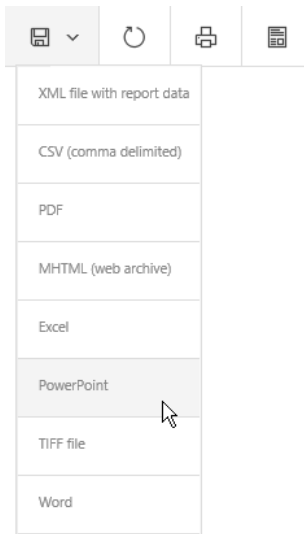 XML file with report data
CSV (comma delimited)
PDF
MHTML (web archive)
Excel
PowerPoint
TIFF file
Word